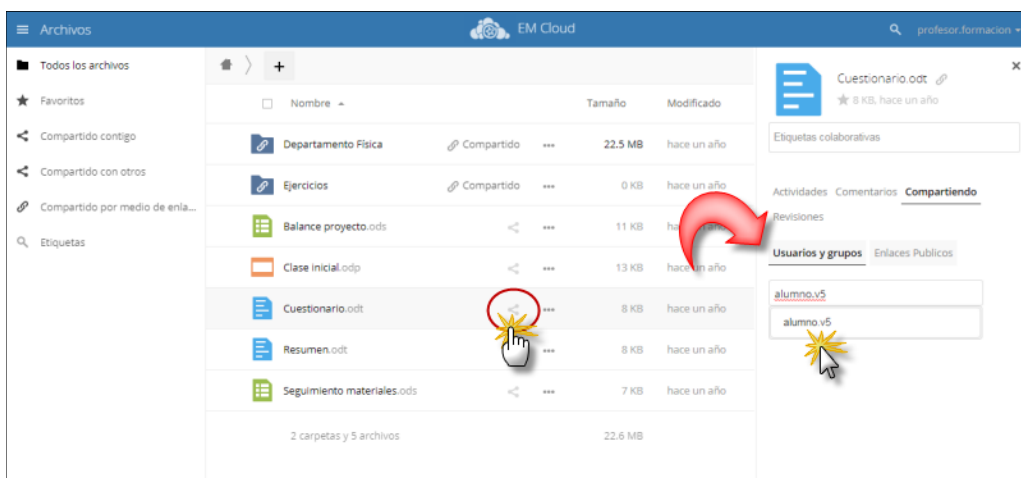 Archivos
EM Cloud
profesor.formacion
Todos los archivos
Favoritos
Compartido contigo
Compartido con otros
Compartido por medio de enla...
Etiquetas
+
Nombre
Tamaño
Modificado
Departamento Física
Compartido
22.5 MB
hace un año
Ejercicios
Compartido
0 KB
hace un año
Balance proyecto.ods
11 KB
Clase inicial.odp
13 KB
hace un año
Cuestionario.odt
8 KB
hace un año
Resumen.odt
8 KB
hace un año
Seguimiento materiales.ods
7 KB
hace un año
2 carpetas y 5 archivos
22.6 MB
Cuestionario.odt
8 KB, hace un año
Etiquetas colaborativas
Actividades Comentarios Compartiendo
Revisiones
Usuarios y grupos Enlaces Publicos
alumno.v5
alumno.v5